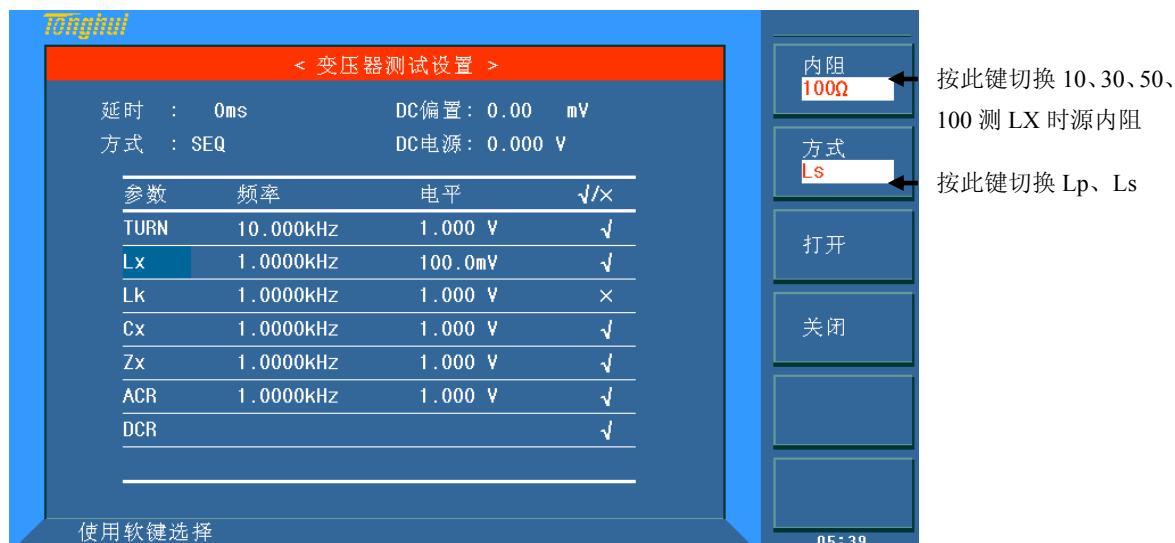 Tonghui
< 变压器测试设置 >
延时 : 0ms DC偏置: 0.00 mV
方式 : SEQ DC电源: 0.000 V
参数 频率 电平 √/×
TURN 10.000kHz 1.000 V √
Lx 1.0000kHz 100.0mV √
Lk 1.0000kHz 1.000 V ×
Cx 1.0000kHz 1.000 V √
Zx 1.0000kHz 1.000 V √
ACR 1.0000kHz 1.000 V √
DCR √
使用软键选择
内阻
100Ω
方式
Ls
打开
关闭
05:39
按此键切换 10、30、50、
100 测 LX 时源内阻
按此键切换 Lp、Ls